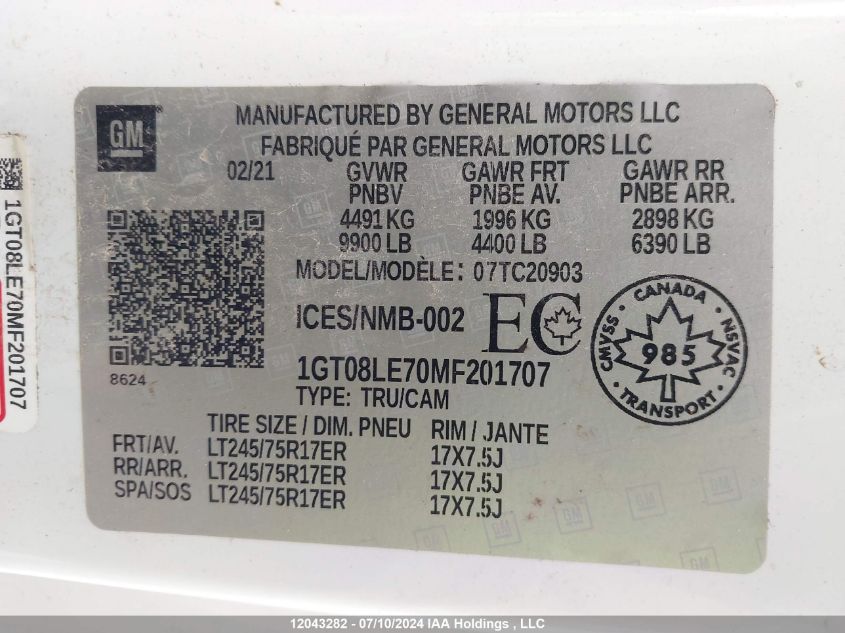 GM
MANUFACTURED BY GENERAL MOTORS LLC
FABRIQUÉ PAR GENERAL MOTORS LLC
02/21 GVWR GAWR FRT GAWR RR
PNBV PNBE AV. PNBE ARR.
4491 KG 1996 KG 2898 KG
9900 LB 4400 LB 6390 LB
MODEL/MODÈLE: 07TC20903
ICES/NMB-002 EC
CANADA
CMVSS 985 NSVAC
TRANSPORT
8624
1GT08LE70MF201707
TYPE: TRU/CAM
TIRE SIZE / DIM. PNEU RIM / JANTE
FRT/AV. LT245/75R17ER 17X7.5J
RR/ARR. LT245/75R17ER 17X7.5J
SPA/SOS LT245/75R17ER 17X7.5J
1GT08LE70MF201707
12043282 - 07/10/2024 IAA Holdings , LLC